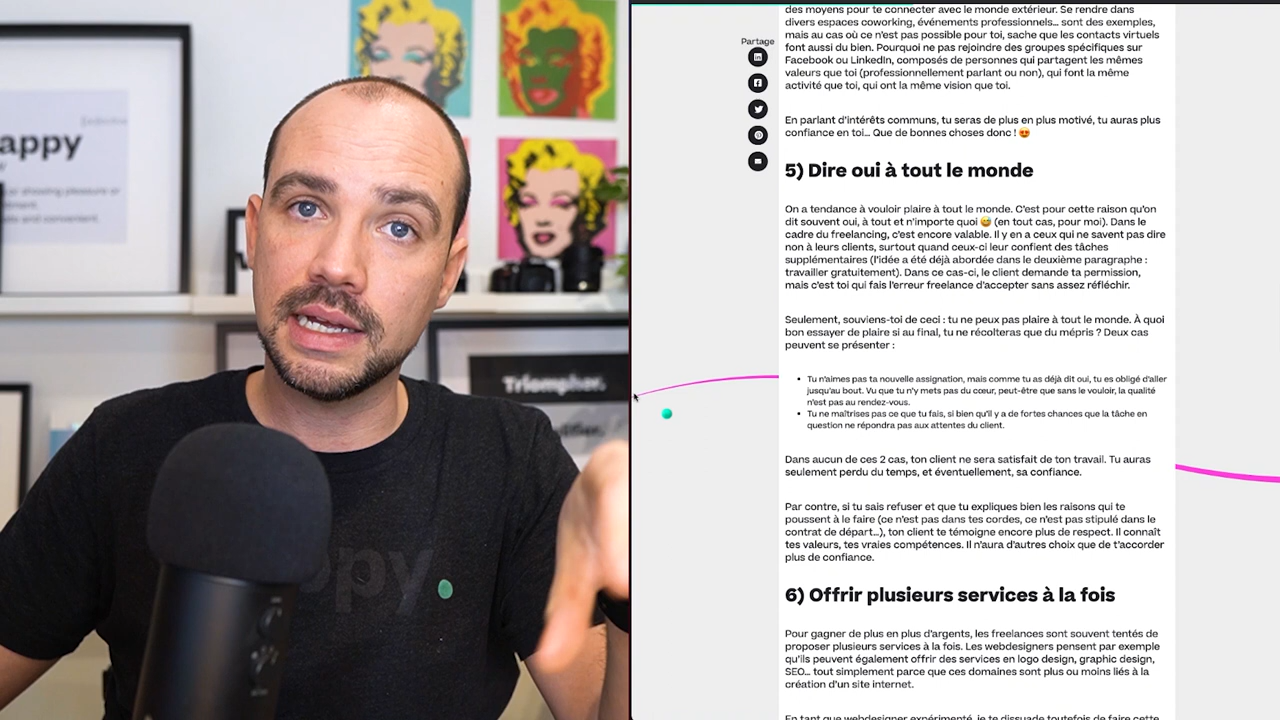 appy
er showing pleasure or
and convenient.
Triompher.
ppy.
Partage
des moyens pour te connecter avec le monde extérieur. Se rendre dans
divers espaces coworking, événements professionnels... sont des exemples,
mais au cas où ce n'est pas possible pour toi, sache que les contacts virtuels
font aussi du bien. Pourquoi ne pas rejoindre des groupes spécifiques sur
Facebook ou LinkedIn, composés de personnes qui partagent les mêmes
valeurs que toi (professionnellement parlant ou non), qui font la même
activité que toi, qui ont la même vision que toi.
En parlant d'intérêts communs, tu seras de plus en plus motivé, tu auras plus
confiance en toi... Que de bonnes choses donc ! 😍
5) Dire oui à tout le monde
On a tendance à vouloir plaire à tout le monde. C'est pour cette raison qu'on
dit souvent oui, à tout et n'importe quoi 😅 (en tout cas, pour moi). Dans le
cadre du freelancing, c'est encore valable. Il y en a ceux qui ne savent pas dire
non à leurs clients, surtout quand ceux-ci leur confient des tâches
supplémentaires (l'idée a été déjà abordée dans le deuxième paragraphe :
travailler gratuitement). Dans ce cas-ci, le client demande ta permission,
mais c'est toi qui fais l'erreur freelance d'accepter sans assez réfléchir.
Seulement, souviens-toi de ceci : tu ne peux pas plaire à tout le monde. À quoi
bon essayer de plaire si au final, tu ne récolteras que du mépris ? Deux cas
peuvent se présenter :
• Tu n'aimes pas ta nouvelle assignation, mais comme tu as déjà dit oui, tu es obligé d'aller
jusqu'au bout. Vu que tu n'y mets pas du cœur, peut-être que sans le vouloir, la qualité
n'est pas au rendez-vous.
• Tu ne maîtrises pas ce que tu fais, si bien qu'il y a de fortes chances que la tâche en
question ne répondra pas aux attentes du client.
Dans aucun de ces 2 cas, ton client ne sera satisfait de ton travail. Tu auras
seulement perdu du temps, et éventuellement, sa confiance.
Par contre, si tu sais refuser et que tu expliques bien les raisons qui te
poussent à le faire (ce n'est pas dans tes cordes, ce n'est pas stipulé dans le
contrat de départ...), ton client te témoigne encore plus de respect. Il connaît
tes valeurs, tes vraies compétences. Il n'aura d'autres choix que de t'accorder
plus de confiance.
6) Offrir plusieurs services à la fois
Pour gagner de plus en plus d'argents, les freelances sont souvent tentés de
proposer plusieurs services à la fois. Les webdesigners pensent par exemple
qu'ils peuvent également offrir des services en logo design, graphic design,
SEO... tout simplement parce que ces domaines sont plus ou moins liés à la
création d'un site internet.
En tant que webdesigner expérimenté, je te dissuade toutefois de faire cette